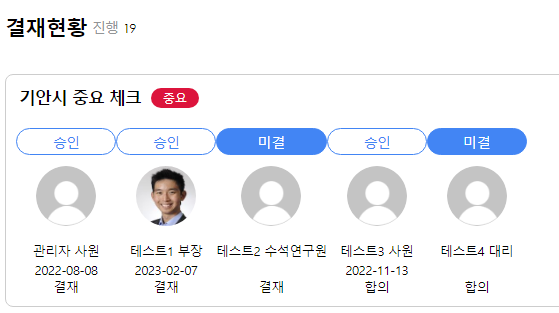 결재현황 진행 19
기안시 중요 체크 중요
승인 승인 미결 승인 미결
관리자 사원 테스트1 부장 테스트2 수석연구원 테스트3 사원 테스트4 대리
2022-08-08 2023-02-07 2022-11-13
결재 결재 결재 합의 합의